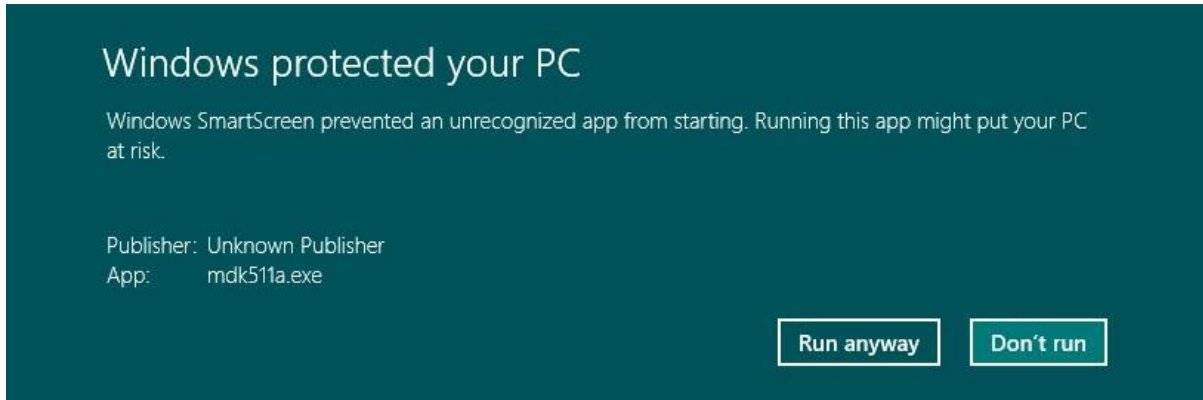 Windows protected your PC
Windows SmartScreen prevented an unrecognized app from starting. Running this app might put your PC
at risk.
Publisher: Unknown Publisher
App: mdk511a.exe
Run anyway Don't run